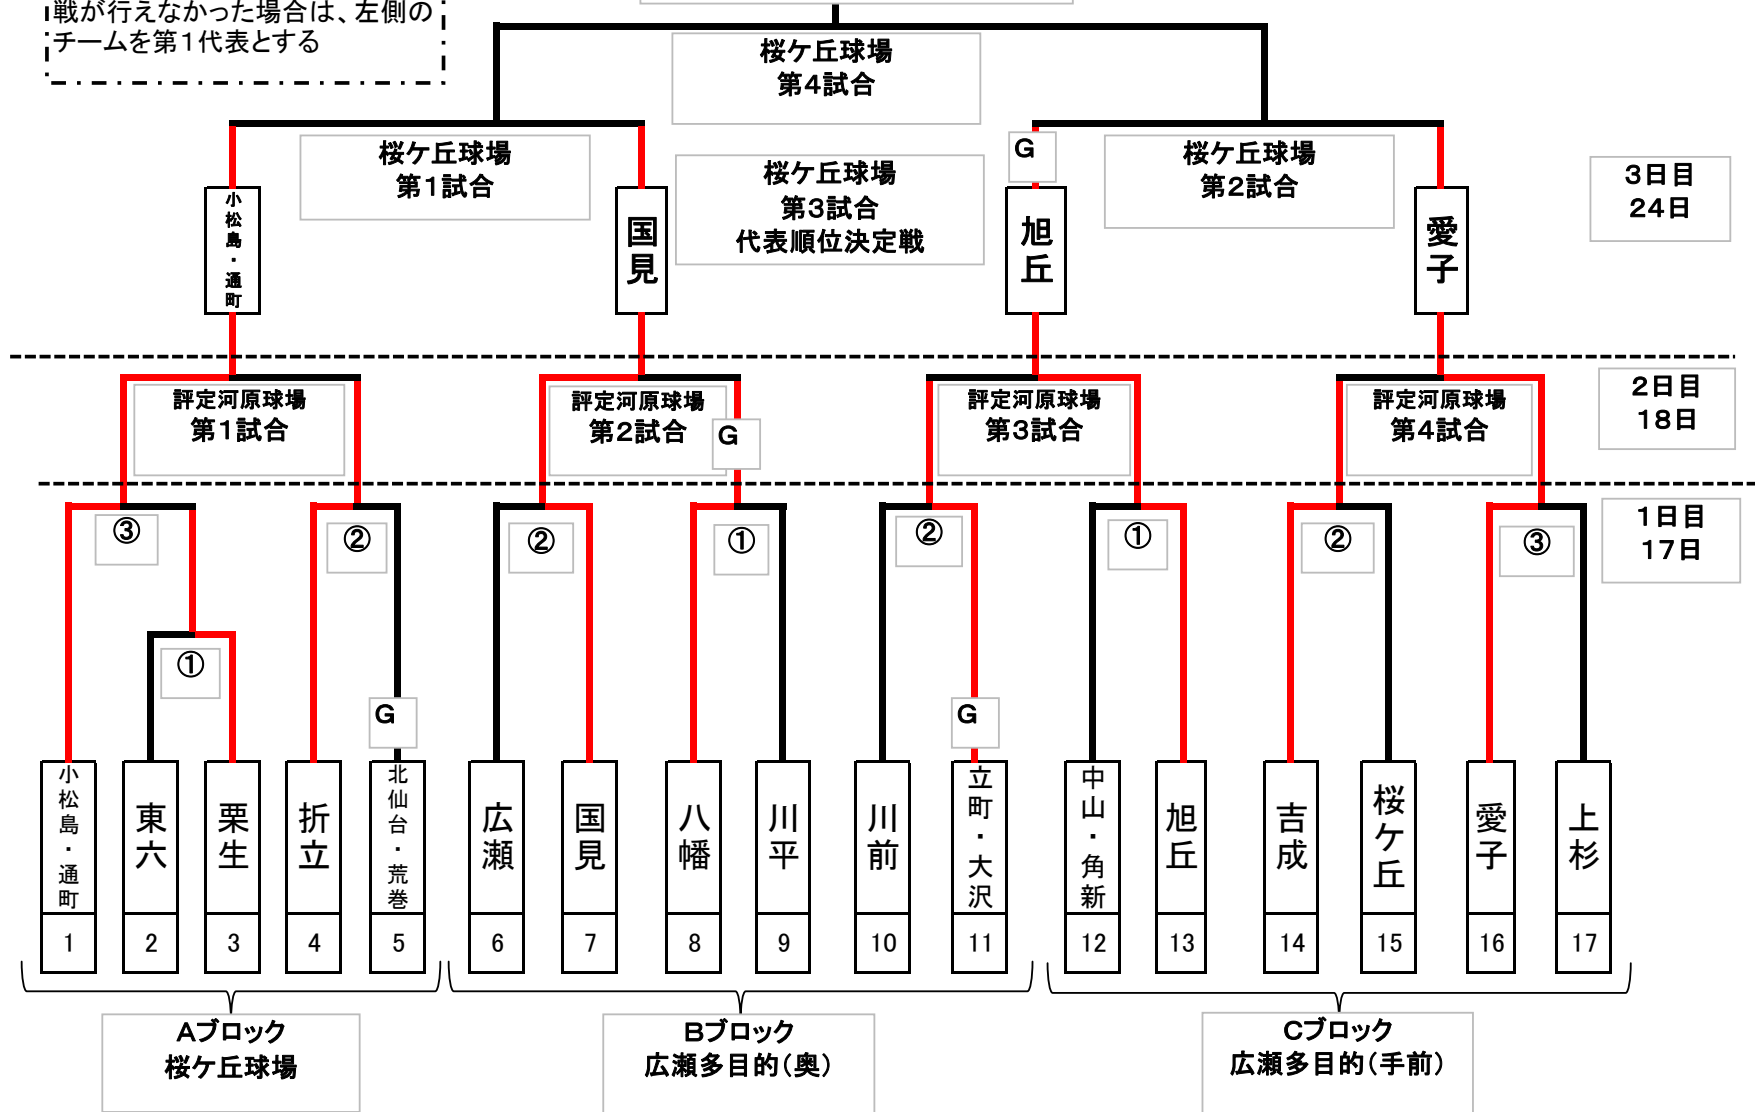 戦が行えなかった場合は、左側の
チームを第1代表とする
桜ケ丘球場
第4試合
桜ケ丘球場
第1試合
桜ケ丘球場
第3試合
代表順位決定戦
G
桜ケ丘球場
第2試合
3日目
24日
小松島・通町
国見
旭丘
愛子
評定河原球場
第1試合
評定河原球場
第2試合
G
評定河原球場
第3試合
評定河原球場
第4試合
2日目
18日
③
②
②
①
②
①
②
③
1日目
17日
①
G
G
小松島・通町
東六
栗生
折立
北仙台・荒巻
広瀬
国見
八幡
川平
川前
立町・大沢
中山・角新
旭丘
吉成
桜ケ丘
愛子
上杉
1
2
3
4
5
6
7
8
9
10
11
12
13
14
15
16
17
Aブロック
桜ケ丘球場
Bブロック
広瀬多目的(奥)
Cブロック
広瀬多目的(手前)